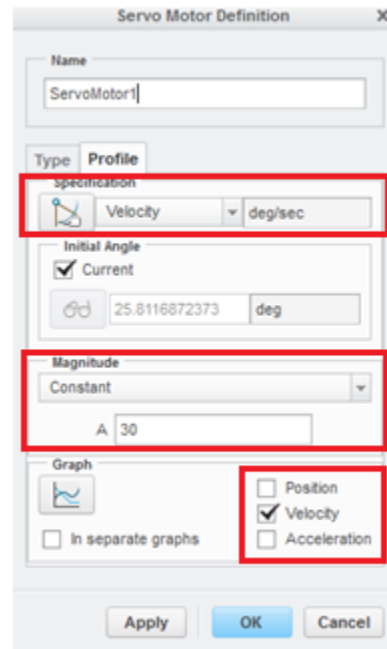 Servo Motor Definition X
Name
ServoMotor1
Type Profile
Specification
Velocity deg/sec
Initial Angle
Current
25.8116872373 deg
Magnitude
Constant
A 30
Graph
Position
Velocity
In separate graphs Acceleration
Apply OK Cancel